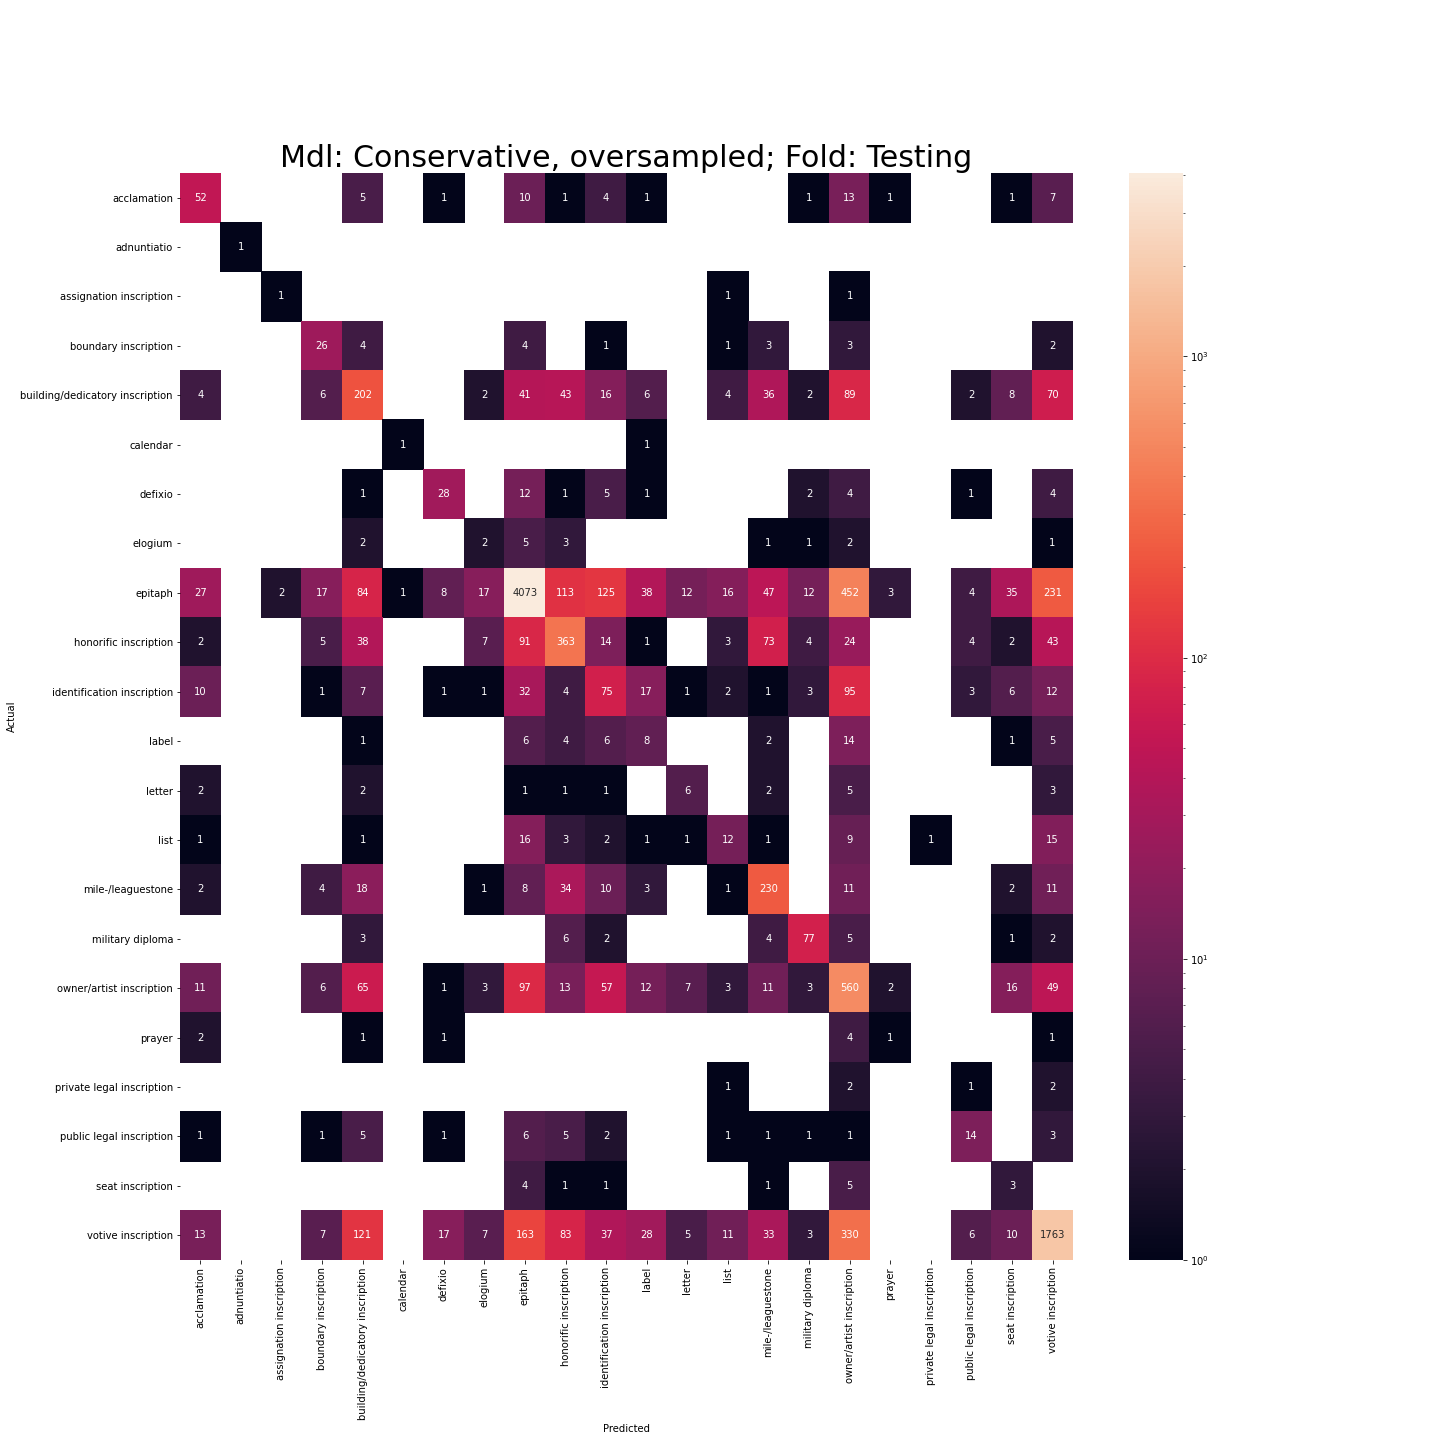 Mdl: Conservative, oversampled; Fold: Testing
acclamation 52 5 1 10 1 4 1 1 13 1 1 7
adnuntiatio 1
assignation inscription 1 1 1
boundary inscription 26 4 4 1 1 3 3 2
building/dedicatory inscription 4 6 202 2 41 43 16 6 4 36 2 89 2 8 70
calendar 1 1
defixio 1 28 12 1 5 1 2 4 1 4
elogium 2 2 5 3 1 1 2 1
epitaph 27 2 17 84 1 8 17 4073 113 125 38 12 16 47 12 452 3 4 35 231
honorific inscription 2 5 38 7 91 363 14 1 3 73 4 24 4 2 43
identification inscription 10 1 7 1 1 32 4 75 17 1 2 1 3 95 3 6 12
label 1 6 4 6 8 2 14 1 5
letter 2 2 1 1 1 6 2 5 3
list 1 1 16 3 2 1 1 12 1 9 1 15
mile-/leaguestone 2 4 18 1 8 34 10 3 1 230 11 2 11
military diploma 3 6 2 4 77 5 1 2
owner/artist inscription 11 6 65 1 3 97 13 57 12 7 3 11 3 560 2 16 49
prayer 2 1 1 4 1 1
private legal inscription 1 2 1 2
public legal inscription 1 1 5 1 6 5 2 1 1 1 1 14 3
seat inscription 4 1 1 1 5 3
votive inscription 13 7 121 17 7 163 83 37 28 5 11 33 3 330 6 10 1763
Actual
acclamation
adnuntiatio
assignation inscription
boundary inscription
building/dedicatory inscription
calendar
defixio
elogium
epitaph
honorific inscription
identification inscription
label
letter
list
mile-/leaguestone
military diploma
owner/artist inscription
prayer
private legal inscription
public legal inscription
seat inscription
votive inscription
Predicted
10³
10²
10¹
10⁰